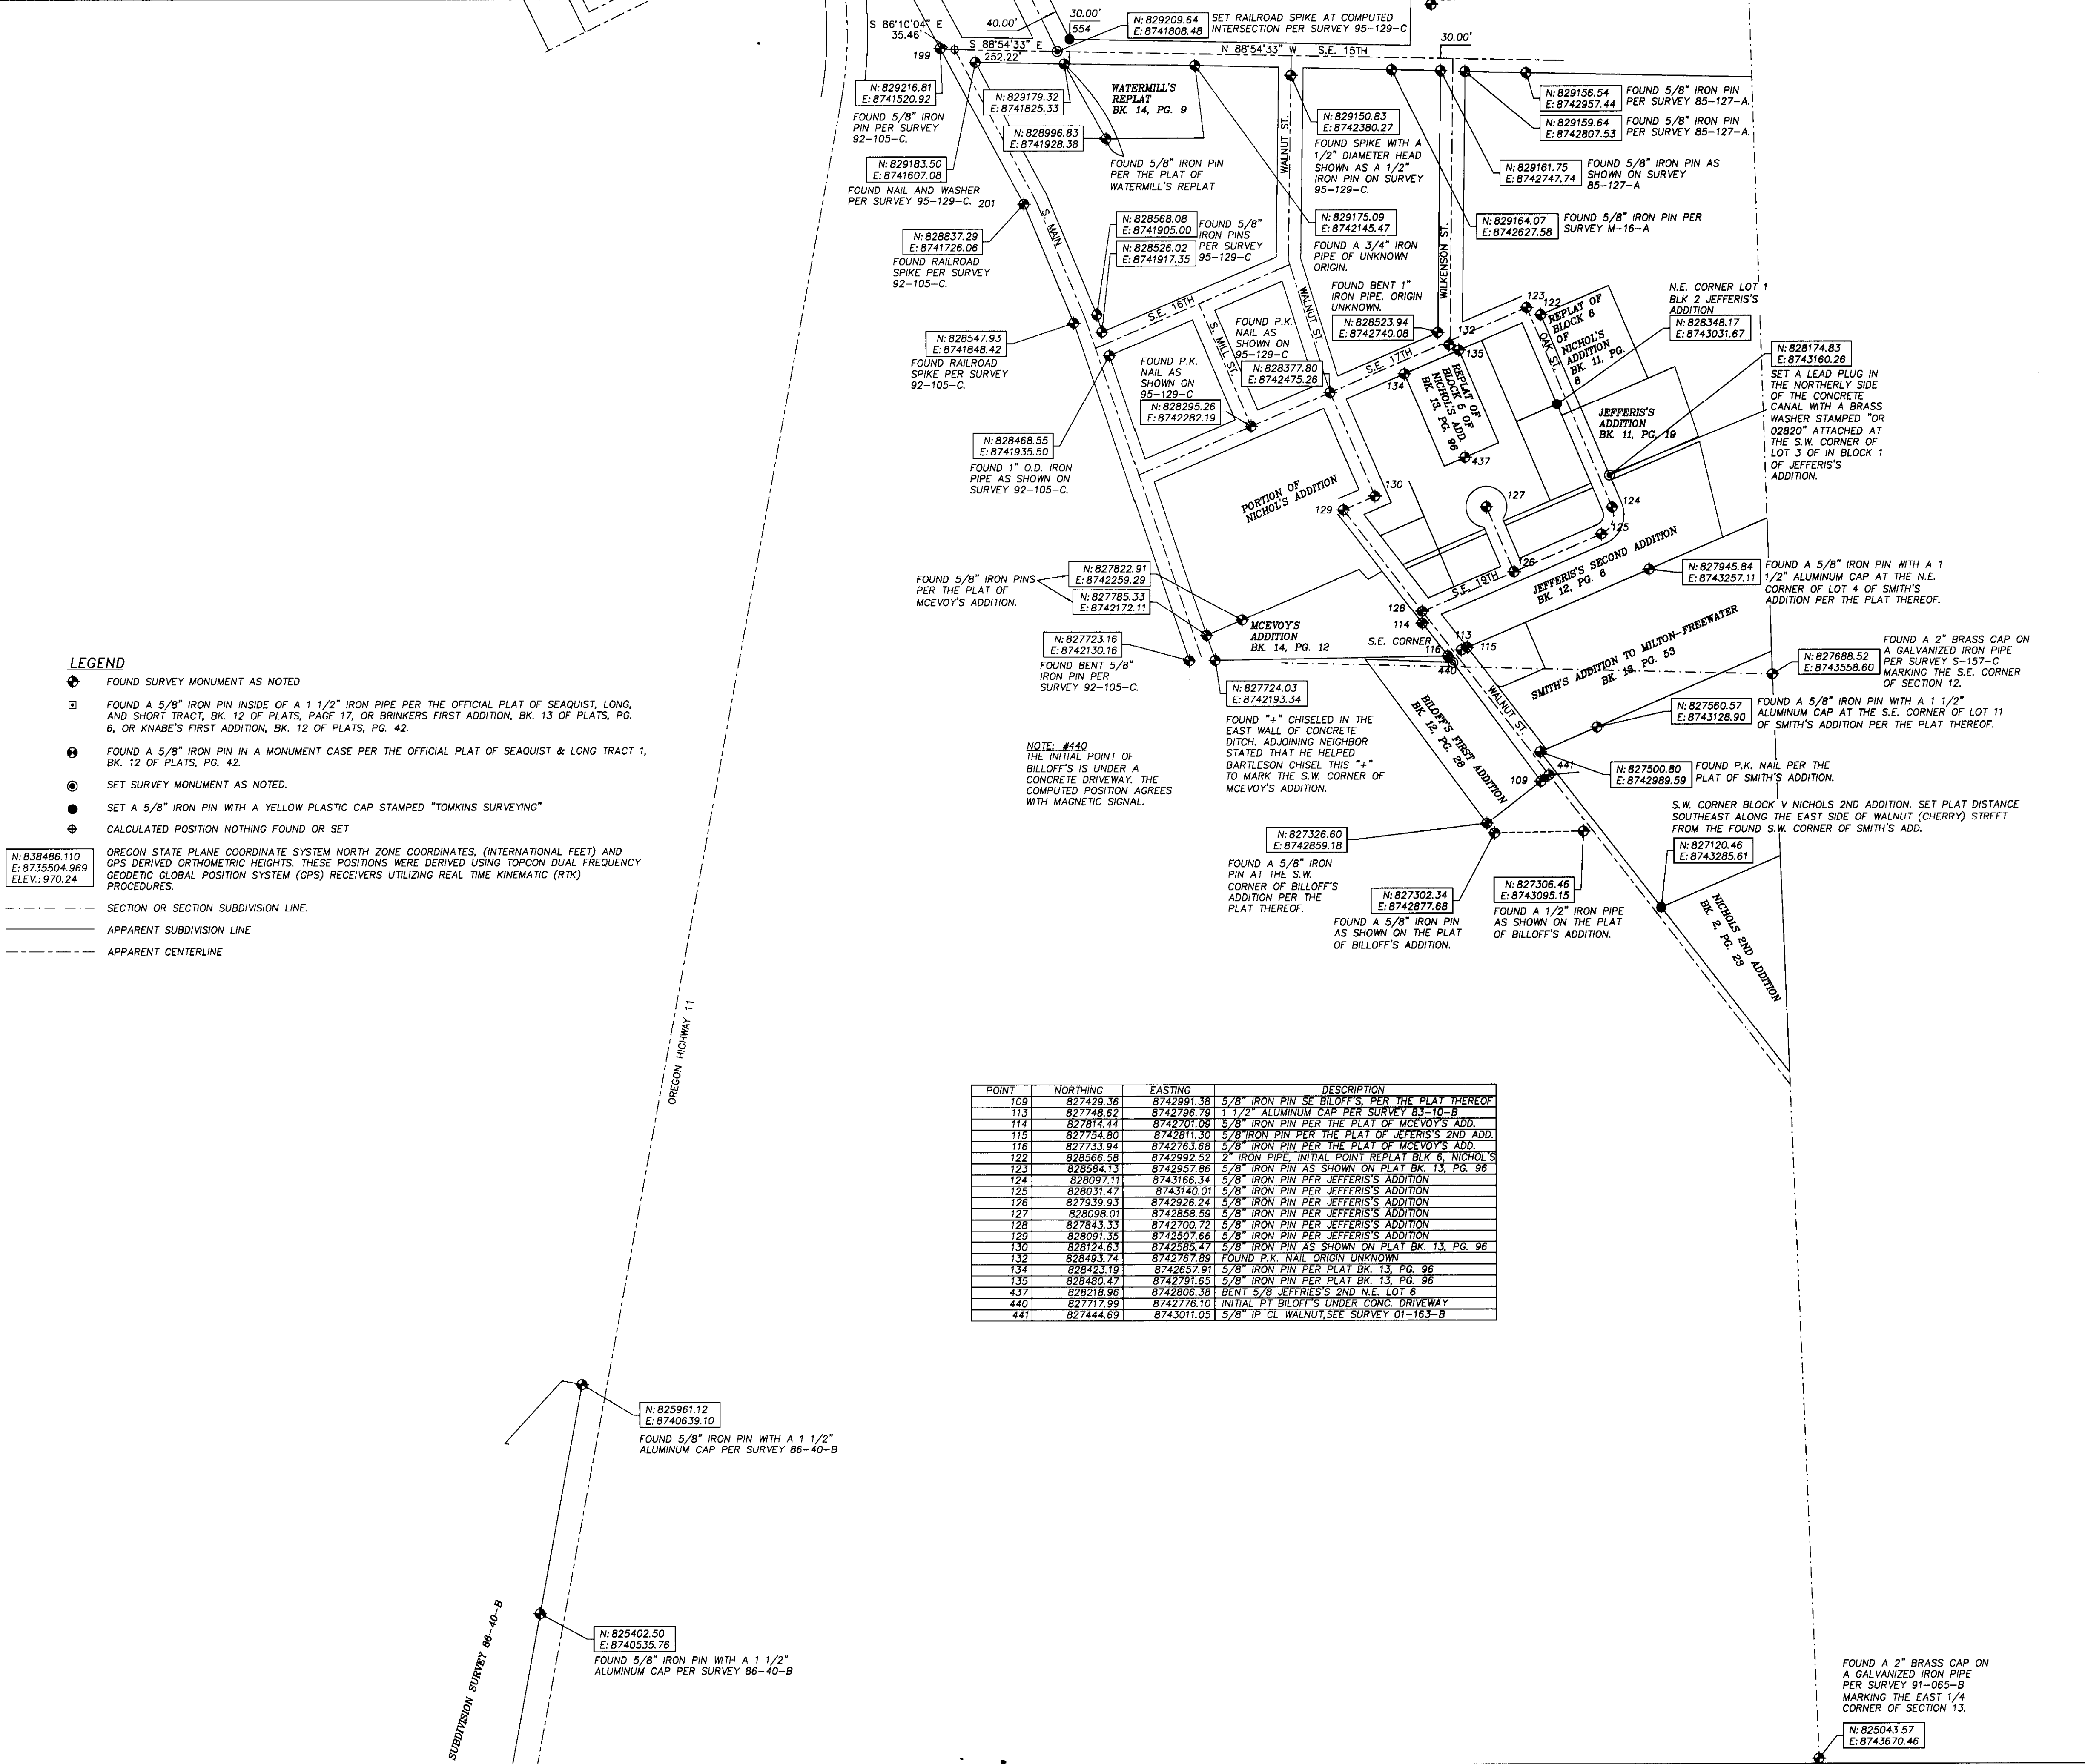 S 86°10'04" E
35.46'
199
40.00'
30.00'
554
S 88°54'33" E
252.22'
N: 829209.64
E: 8741808.48
SET RAILROAD SPIKE AT COMPUTED
INTERSECTION PER SURVEY 95-129-C
N 88°54'33" W
S.E. 15TH
30.00'
N: 829216.81
E: 8741520.92
FOUND 5/8" IRON
PIN PER SURVEY
92-105-C.
N: 829179.32
E: 8741825.33
WATERMILL'S
REPLAT
BK. 14, PG. 9
N: 828996.83
E: 8741928.38
FOUND 5/8" IRON PIN
PER THE PLAT OF
WATERMILL'S REPLAT
N: 829183.50
E: 8741607.08
FOUND NAIL AND WASHER
PER SURVEY 95-129-C.
201
WALNUT ST.
N: 829150.83
E: 8742380.27
FOUND SPIKE WITH A
1/2" DIAMETER HEAD
SHOWN AS A 1/2"
IRON PIN ON SURVEY
95-129-C.
N: 829156.54
E: 8742957.44
FOUND 5/8" IRON PIN
PER SURVEY 85-127-A.
N: 829159.64
E: 8742807.53
FOUND 5/8" IRON PIN
PER SURVEY 85-127-A.
N: 829161.75
E: 8742747.74
FOUND 5/8" IRON PIN AS
SHOWN ON SURVEY
85-127-A
N: 829164.07
E: 8742627.58
FOUND 5/8" IRON PIN PER
SURVEY M-16-A
N: 829175.09
E: 8742145.47
FOUND A 3/4" IRON
PIPE OF UNKNOWN
ORIGIN.
S. MAIN
N: 828568.08
E: 8741905.00
N: 828526.02
E: 8741917.35
FOUND 5/8"
IRON PINS
PER SURVEY
95-129-C
N: 828837.29
E: 8741726.06
FOUND RAILROAD
SPIKE PER SURVEY
92-105-C.
WILKENSON ST.
FOUND BENT 1"
IRON PIPE. ORIGIN
UNKNOWN.
N: 828523.94
E: 8742740.08
N.E. CORNER LOT 1
BLK 2 JEFFERIS'S
ADDITION
N: 828348.17
E: 8743031.67
123
122
REPLAT OF
BLOCK 6
OF
NICHOL'S
ADDITION
BK. 11, PG.
8
OAK ST.
S.E. 16TH
WALNUT ST.
S. MILL ST.
FOUND P.K.
NAIL AS
SHOWN ON
95-129-C
N: 828377.80
E: 8742475.26
S.E. 17TH
132
135
134
REPLAT OF
BLOCK 5 OF
NICHOL'S ADD.
BK. 13, PG. 96
437
N: 828547.93
E: 8741848.42
FOUND RAILROAD
SPIKE PER SURVEY
92-105-C.
FOUND P.K.
NAIL AS
SHOWN ON
95-129-C
N: 828295.26
E: 8742282.19
N: 828174.83
E: 8743160.26
SET A LEAD PLUG IN
THE NORTHERLY SIDE
OF THE CONCRETE
CANAL WITH A BRASS
WASHER STAMPED "OR
02820" ATTACHED AT
THE S.W. CORNER OF
LOT 3 OF IN BLOCK 1
OF JEFFERIS'S
ADDITION.
JEFFERIS'S
ADDITION
BK. 11, PG. 19
N: 828468.55
E: 8741935.50
FOUND 1" O.D. IRON
PIPE AS SHOWN ON
SURVEY 92-105-C.
PORTION OF
NICHOL'S ADDITION
130
129
127
124
125
126
S.E. 19TH
128
114
JEFFERIS'S SECOND ADDITION
BK. 12, PG. 6
N: 827945.84
E: 8743257.11
FOUND A 5/8" IRON PIN WITH A 1
1/2" ALUMINUM CAP AT THE N.E.
CORNER OF LOT 4 OF SMITH'S
ADDITION PER THE PLAT THEREOF.
FOUND 5/8" IRON PINS
PER THE PLAT OF
MCEVOY'S ADDITION.
N: 827822.91
E: 8742259.29
N: 827785.33
E: 8742172.11
MCEVOY'S
ADDITION
BK. 14, PG. 12
S.E. CORNER
113
115
116
440
N: 827723.16
E: 8742130.16
FOUND BENT 5/8"
IRON PIN PER
SURVEY 92-105-C.
N: 827724.03
E: 8742193.34
FOUND "+" CHISELED IN THE
EAST WALL OF CONCRETE
DITCH. ADJOINING NEIGHBOR
STATED THAT HE HELPED
BARTLESON CHISEL THIS "+"
TO MARK THE S.W. CORNER OF
MCEVOY'S ADDITION.
SMITH'S ADDITION TO MILTON-FREEWATER
BK. 13, PG. 53
WALNUT ST.
N: 827688.52
E: 8743558.60
FOUND A 2" BRASS CAP ON
A GALVANIZED IRON PIPE
PER SURVEY S-157-C
MARKING THE S.E. CORNER
OF SECTION 12.
N: 827560.57
E: 8743128.90
FOUND A 5/8" IRON PIN WITH A 1 1/2"
ALUMINUM CAP AT THE S.E. CORNER OF LOT 11
OF SMITH'S ADDITION PER THE PLAT THEREOF.
N: 827500.80
E: 8742989.59
FOUND P.K. NAIL PER THE
PLAT OF SMITH'S ADDITION.
BILOFF'S FIRST ADDITION
BK. 12, PG. 28
109
441
S.W. CORNER BLOCK V NICHOLS 2ND ADDITION. SET PLAT DISTANCE
SOUTHEAST ALONG THE EAST SIDE OF WALNUT (CHERRY) STREET
FROM THE FOUND S.W. CORNER OF SMITH'S ADD.
N: 827120.46
E: 8743285.61
NOTE: #440
THE INITIAL POINT OF
BILLOFF'S IS UNDER A
CONCRETE DRIVEWAY. THE
COMPUTED POSITION AGREES
WITH MAGNETIC SIGNAL.
N: 827326.60
E: 8742859.18
FOUND A 5/8" IRON
PIN AT THE S.W.
CORNER OF BILLOFF'S
ADDITION PER THE
PLAT THEREOF.
N: 827302.34
E: 8742877.68
FOUND A 5/8" IRON PIN
AS SHOWN ON THE PLAT
OF BILLOFF'S ADDITION.
N: 827306.46
E: 8743095.15
FOUND A 1/2" IRON PIPE
AS SHOWN ON THE PLAT
OF BILLOFF'S ADDITION.
NICHOLS 2ND ADDITION
BK. 2, PG. 23
LEGEND
FOUND SURVEY MONUMENT AS NOTED
FOUND A 5/8" IRON PIN INSIDE OF A 1 1/2" IRON PIPE PER THE OFFICIAL PLAT OF SEAQUIST, LONG,
AND SHORT TRACT, BK. 12 OF PLATS, PAGE 17, OR BRINKERS FIRST ADDITION, BK. 13 OF PLATS, PG.
6, OR KNABE'S FIRST ADDITION, BK. 12 OF PLATS, PG. 42.
FOUND A 5/8" IRON PIN IN A MONUMENT CASE PER THE OFFICIAL PLAT OF SEAQUIST & LONG TRACT 1,
BK. 12 OF PLATS, PG. 42.
SET SURVEY MONUMENT AS NOTED.
SET A 5/8" IRON PIN WITH A YELLOW PLASTIC CAP STAMPED "TOMKINS SURVEYING"
CALCULATED POSITION NOTHING FOUND OR SET
N: 838486.110
E: 8735504.969
ELEV.: 970.24
OREGON STATE PLANE COORDINATE SYSTEM NORTH ZONE COORDINATES, (INTERNATIONAL FEET) AND
GPS DERIVED ORTHOMETRIC HEIGHTS. THESE POSITIONS WERE DERIVED USING TOPCON DUAL FREQUENCY
GEODETIC GLOBAL POSITION SYSTEM (GPS) RECEIVERS UTILIZING REAL TIME KINEMATIC (RTK)
PROCEDURES.
SECTION OR SECTION SUBDIVISION LINE.
APPARENT SUBDIVISION LINE
APPARENT CENTERLINE
OREGON HIGHWAY 11
POINT NORTHING EASTING DESCRIPTION
109 827429.36 8742991.38 5/8" IRON PIN SE BILOFF'S, PER THE PLAT THEREOF
113 827748.62 8742796.79 1 1/2" ALUMINUM CAP PER SURVEY 83-10-B
114 827814.44 8742701.09 5/8" IRON PIN PER THE PLAT OF MCEVOY'S ADD.
115 827754.80 8742811.30 5/8"IRON PIN PER THE PLAT OF JEFERIS'S 2ND ADD.
116 827733.94 8742763.68 5/8" IRON PIN PER THE PLAT OF MCEVOY'S ADD.
122 828566.58 8742992.52 2" IRON PIPE, INITIAL POINT REPLAT BLK 6, NICHOL'S
123 828584.13 8742957.86 5/8" IRON PIN AS SHOWN ON PLAT BK. 13, PG. 96
124 828097.11 8743166.34 5/8" IRON PIN PER JEFFERIS'S ADDITION
125 828031.47 8743140.01 5/8" IRON PIN PER JEFFERIS'S ADDITION
126 827939.93 8742926.24 5/8" IRON PIN PER JEFFERIS'S ADDITION
127 828098.01 8742858.59 5/8" IRON PIN PER JEFFERIS'S ADDITION
128 827843.33 8742700.72 5/8" IRON PIN PER JEFFERIS'S ADDITION
129 828091.35 8742507.66 5/8" IRON PIN PER JEFFERIS'S ADDITION
130 828124.63 8742585.47 5/8" IRON PIN AS SHOWN ON PLAT BK. 13, PG. 96
132 828493.74 8742767.89 FOUND P.K. NAIL ORIGIN UNKNOWN
134 828423.19 8742657.91 5/8" IRON PIN PER PLAT BK. 13, PG. 96
135 828480.47 8742791.65 5/8" IRON PIN PER PLAT BK. 13, PG. 96
437 828218.96 8742806.38 BENT 5/8 JEFFRIES'S 2ND N.E. LOT 6
440 827717.99 8742776.10 INITIAL PT BILOFF'S UNDER CONC. DRIVEWAY
441 827444.69 8743011.05 5/8" IP CL WALNUT,SEE SURVEY 01-163-B
N: 825961.12
E: 8740639.10
FOUND 5/8" IRON PIN WITH A 1 1/2"
ALUMINUM CAP PER SURVEY 86-40-B
SUBDIVISION SURVEY 86-40-B
N: 825402.50
E: 8740535.76
FOUND 5/8" IRON PIN WITH A 1 1/2"
ALUMINUM CAP PER SURVEY 86-40-B
FOUND A 2" BRASS CAP ON
A GALVANIZED IRON PIPE
PER SURVEY 91-065-B
MARKING THE EAST 1/4
CORNER OF SECTION 13.
N: 825043.57
E: 8743670.46